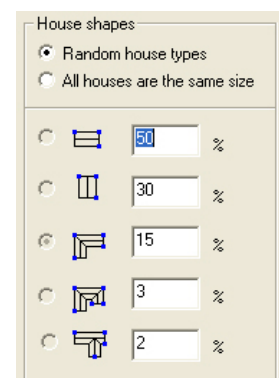 House shapes
Random house types
All houses are the same size
50 %
30 %
15 %
3 %
2 %